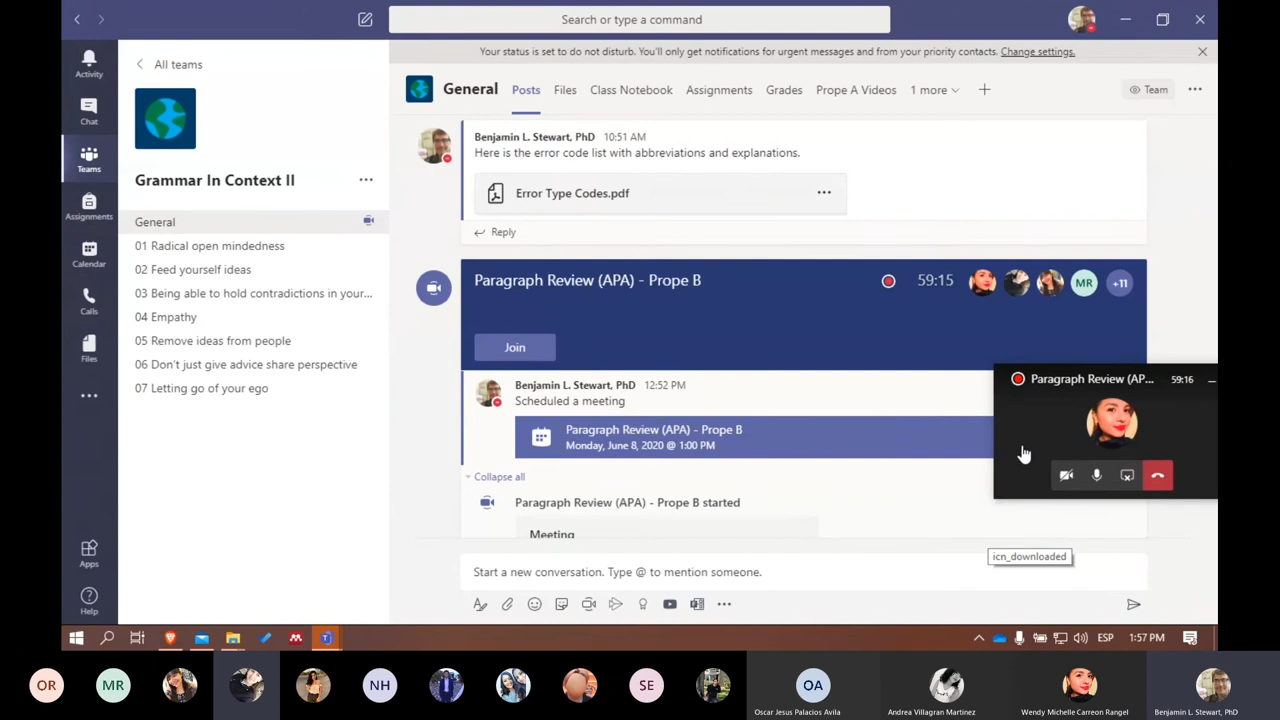 Search or type a command
Your status is set to do not disturb. You'll only get notifications for urgent messages and from your priority contacts. Change settings.
Activity
Chat
Teams
Assignments
Calendar
Calls
Files
Apps
Help
All teams
Grammar In Context II
General
01 Radical open mindedness
02 Feed yourself ideas
03 Being able to hold contradictions in your...
04 Empathy
05 Remove ideas from people
06 Don't just give advice share perspective
07 Letting go of your ego
General Posts Files Class Notebook Assignments Grades Prope A Videos 1 more Team
Benjamin L. Stewart, PhD 10:51 AM
Here is the error code list with abbreviations and explanations.
Error Type Codes.pdf
Reply
Paragraph Review (APA) - Prope B 59:15 MR +11
Join
Benjamin L. Stewart, PhD 12:52 PM
Scheduled a meeting
Paragraph Review (APA) - Prope B
Monday, June 8, 2020 @ 1:00 PM
Collapse all
Paragraph Review (APA) - Prope B started
Meeting
Paragraph Review (AP... 59:16
icn_downloaded
Start a new conversation. Type @ to mention someone.
ESP 1:57 PM
OR MR NH SE OA
Oscar Jesus Palacios Avila Andrea Villagran Martinez Wendy Michelle Carreon Rangel Benjamin L. Stewart, PhD